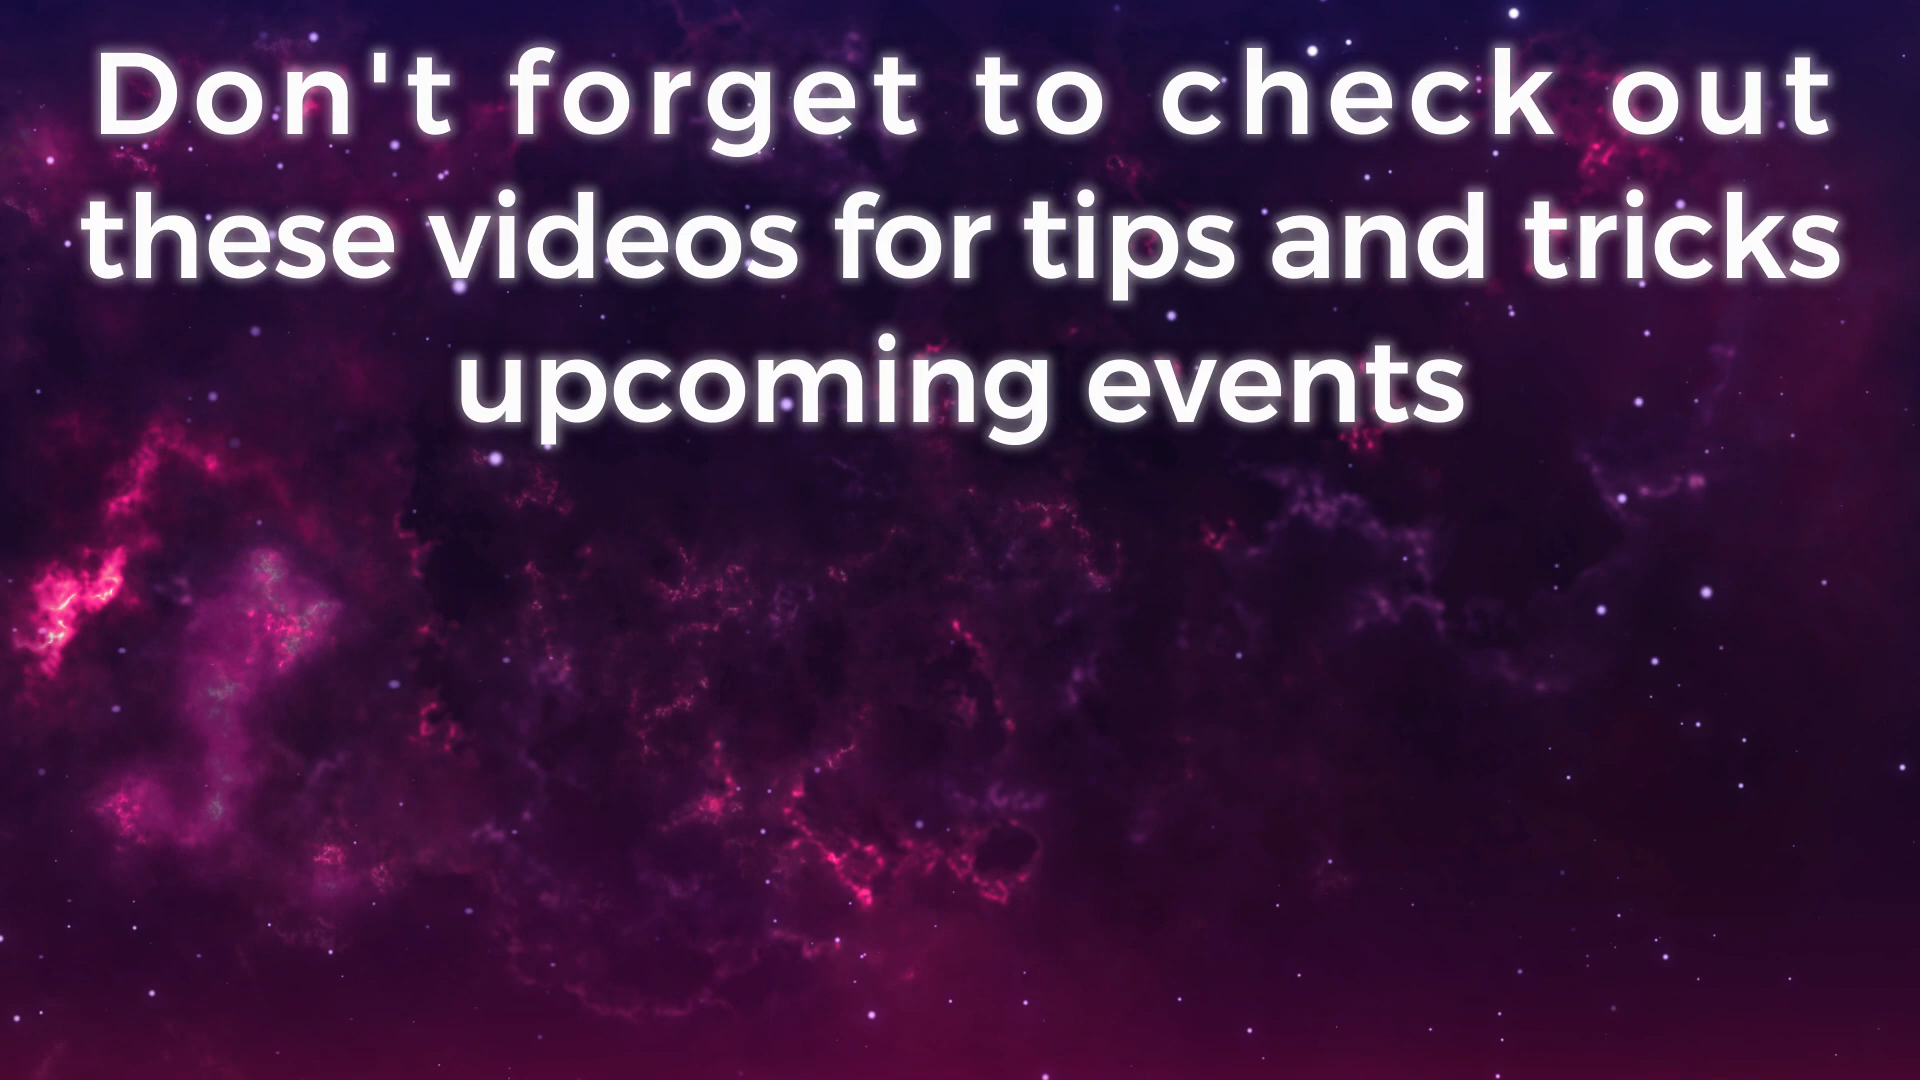 Don't forget to check out
these videos for tips and tricks
upcoming events